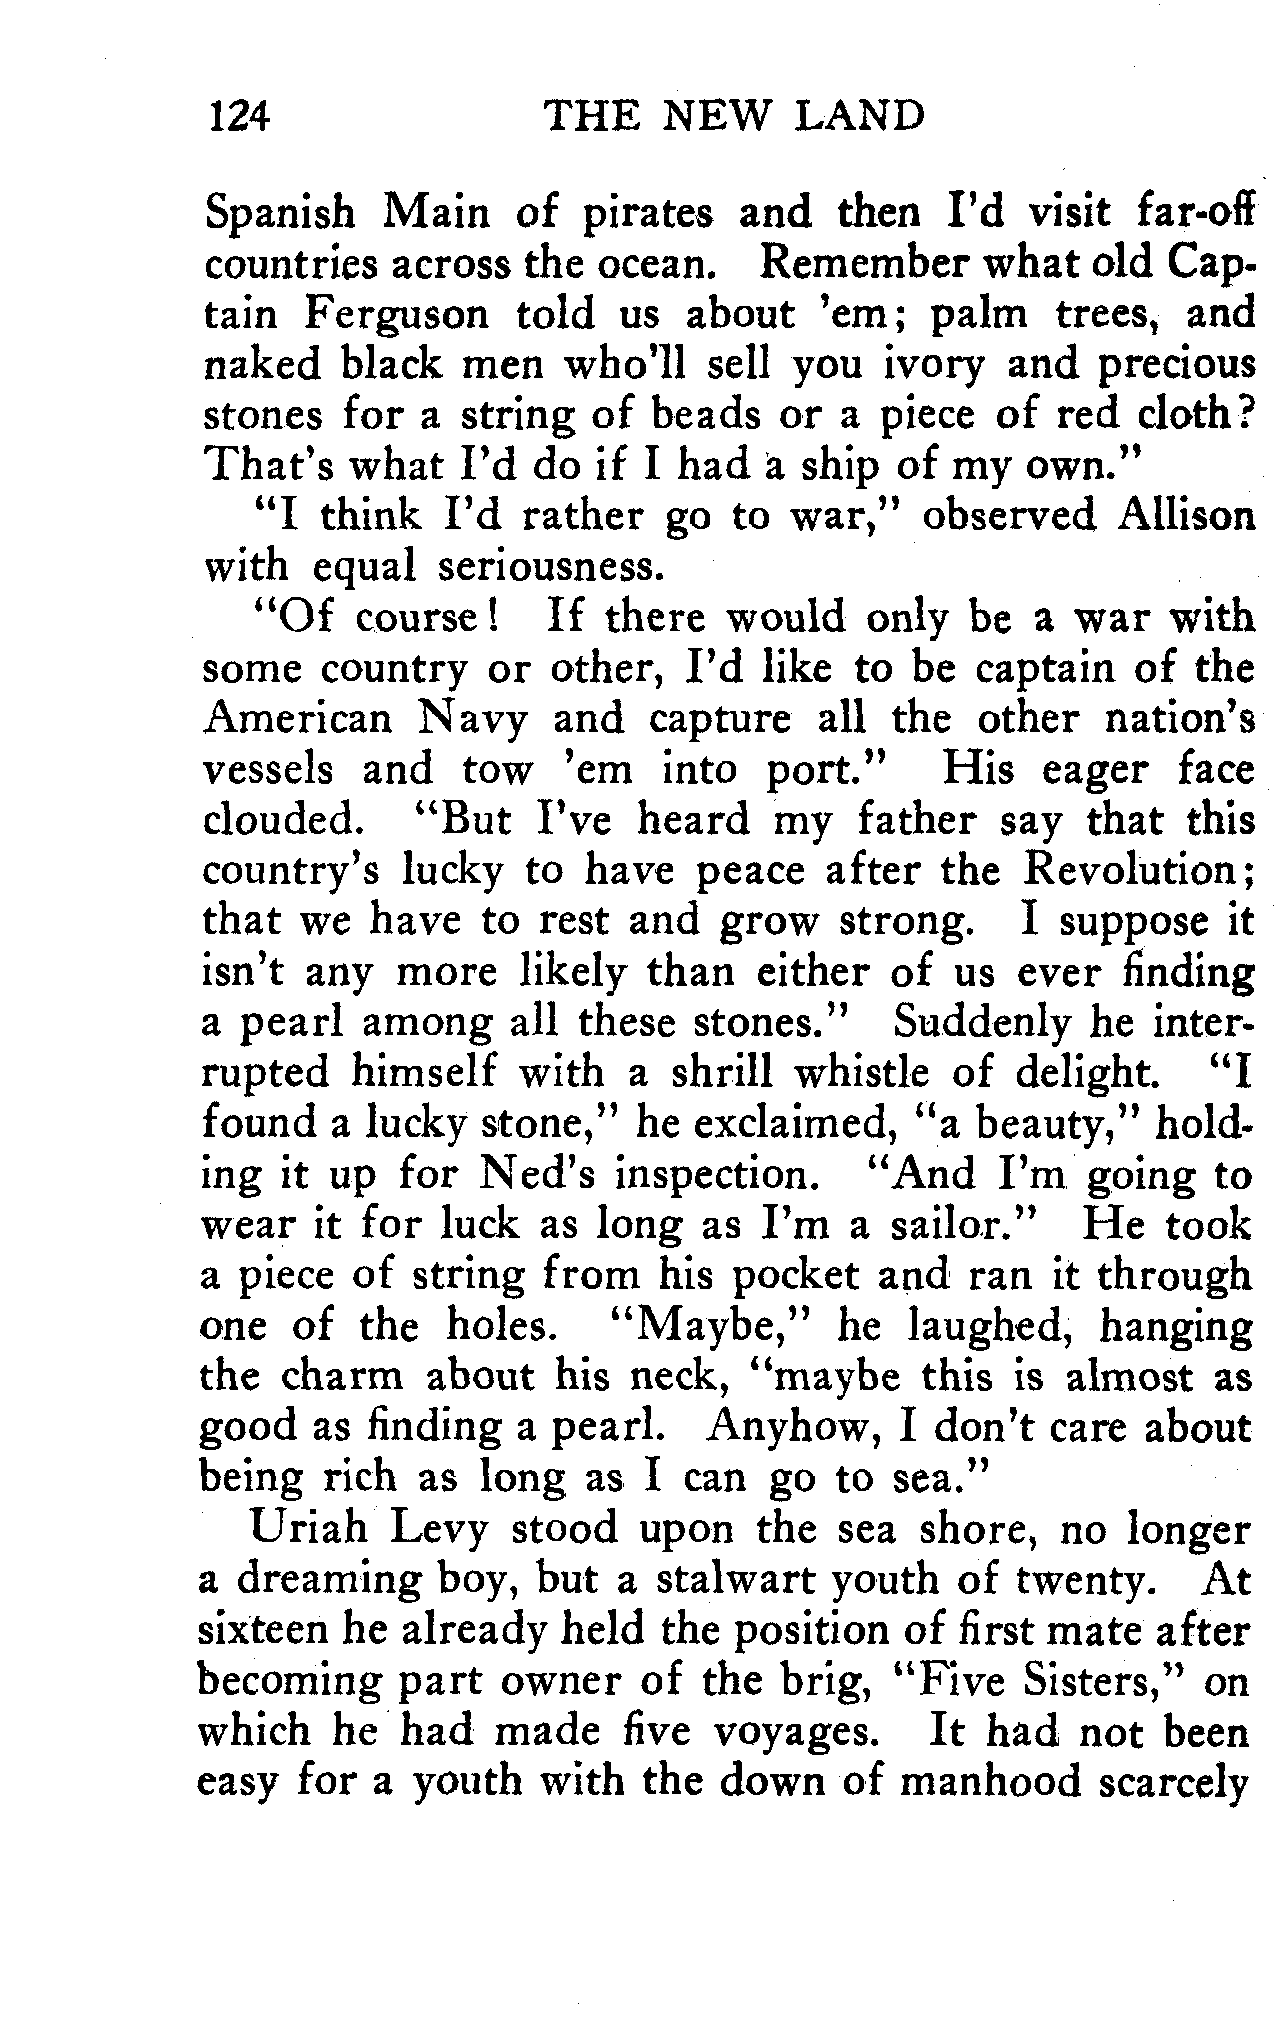 124 THE NEW LAND
Spanish Main of pirates and then I'd visit far-off
countries across the ocean. Remember what old Cap-
tain Ferguson told us about 'em; palm trees, and
naked black men who'll sell you ivory and precious
stones for a string of beads or a piece of red cloth?
That's what I'd do if I had a ship of my own."
"I think I'd rather go to war," observed Allison
with equal seriousness.
"Of course! If there would only be a war with
some country or other, I'd like to be captain of the
American Navy and capture all the other nation's
vessels and tow 'em into port." His eager face
clouded. "But I've heard my father say that this
country's lucky to have peace after the Revolution;
that we have to rest and grow strong. I suppose it
isn't any more likely than either of us ever finding
a pearl among all these stones." Suddenly he inter-
rupted himself with a shrill whistle of delight. "I
found a lucky stone," he exclaimed, "a beauty," hold-
ing it up for Ned's inspection. "And I'm going to
wear it for luck as long as I'm a sailor." He took
a piece of string from his pocket and ran it through
one of the holes. "Maybe," he laughed, hanging
the charm about his neck, "maybe this is almost as
good as finding a pearl. Anyhow, I don't care about
being rich as long as I can go to sea."
Uriah Levy stood upon the sea shore, no longer
a dreaming boy, but a stalwart youth of twenty. At
sixteen he already held the position of first mate after
becoming part owner of the brig, "Five Sisters," on
which he had made five voyages. It had not been
easy for a youth with the down of manhood scarcely